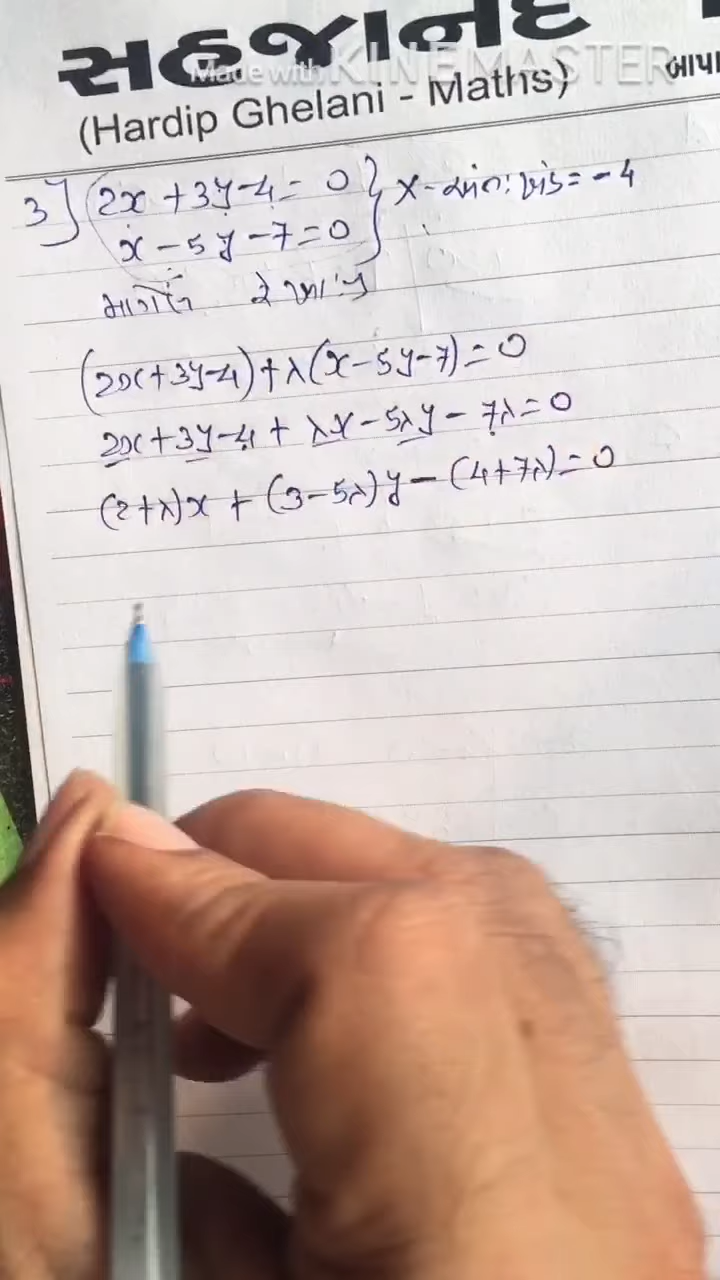 સહજાનંદ
Made with KINEMASTER
(Hardip Ghelani - Maths)
બાપા
3] 2x + 3y - 4 = 0 } x - અંતઃખંડ = - 4
x - 5y - 7 = 0
(2x + 3y - 4) + λ(x - 5y - 7) = 0
2x + 3y - 4 + λx - 5λy - 7λ = 0
(2+λ)x + (3 - 5λ)y - (4+7λ) = 0